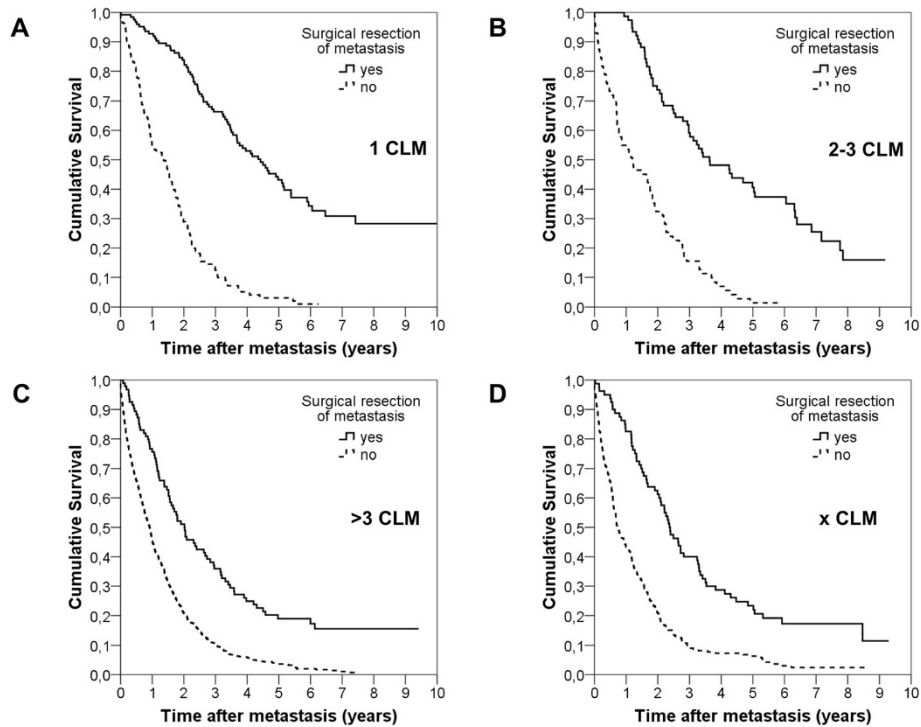 A
Cumulative Survival
1,0
0,9
0,8
0,7
0,6
0,5
0,4
0,3
0,2
0,1
0,0
Surgical resection
of metastasis
yes
no
1 CLM
0 1 2 3 4 5 6 7 8 9 10
Time after metastasis (years)
B
Cumulative Survival
1,0
0,9
0,8
0,7
0,6
0,5
0,4
0,3
0,2
0,1
0,0
Surgical resection
of metastasis
yes
no
2-3 CLM
0 1 2 3 4 5 6 7 8 9 10
Time after metastasis (years)
C
Cumulative Survival
1,0
0,9
0,8
0,7
0,6
0,5
0,4
0,3
0,2
0,1
0,0
Surgical resection
of metastasis
yes
no
>3 CLM
0 1 2 3 4 5 6 7 8 9 10
Time after metastasis (years)
D
Cumulative Survival
1,0
0,9
0,8
0,7
0,6
0,5
0,4
0,3
0,2
0,1
0,0
Surgical resection
of metastasis
yes
no
x CLM
0 1 2 3 4 5 6 7 8 9 10
Time after metastasis (years)